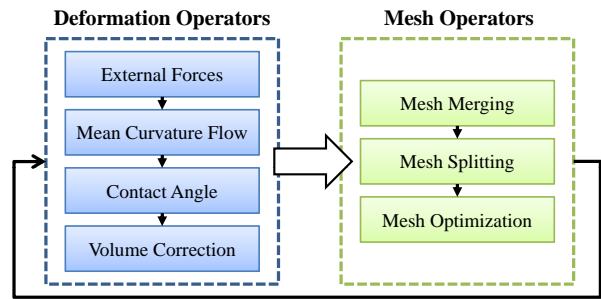 Deformation Operators
External Forces
Mean Curvature Flow
Contact Angle
Volume Correction
Mesh Operators
Mesh Merging
Mesh Splitting
Mesh Optimization